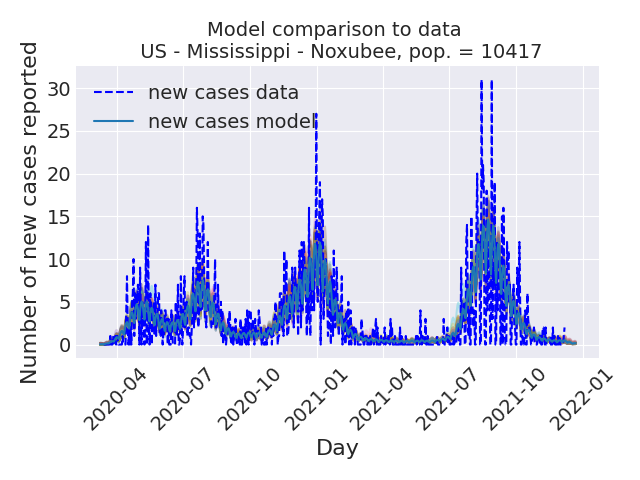 Model comparison to data
US - Mississippi - Noxubee, pop. = 10417
Number of new cases reported
30
25
20
15
10
5
0
new cases data
new cases model
2020-04
2020-07
2020-10
2021-01
2021-04
2021-07
2021-10
2022-01
Day